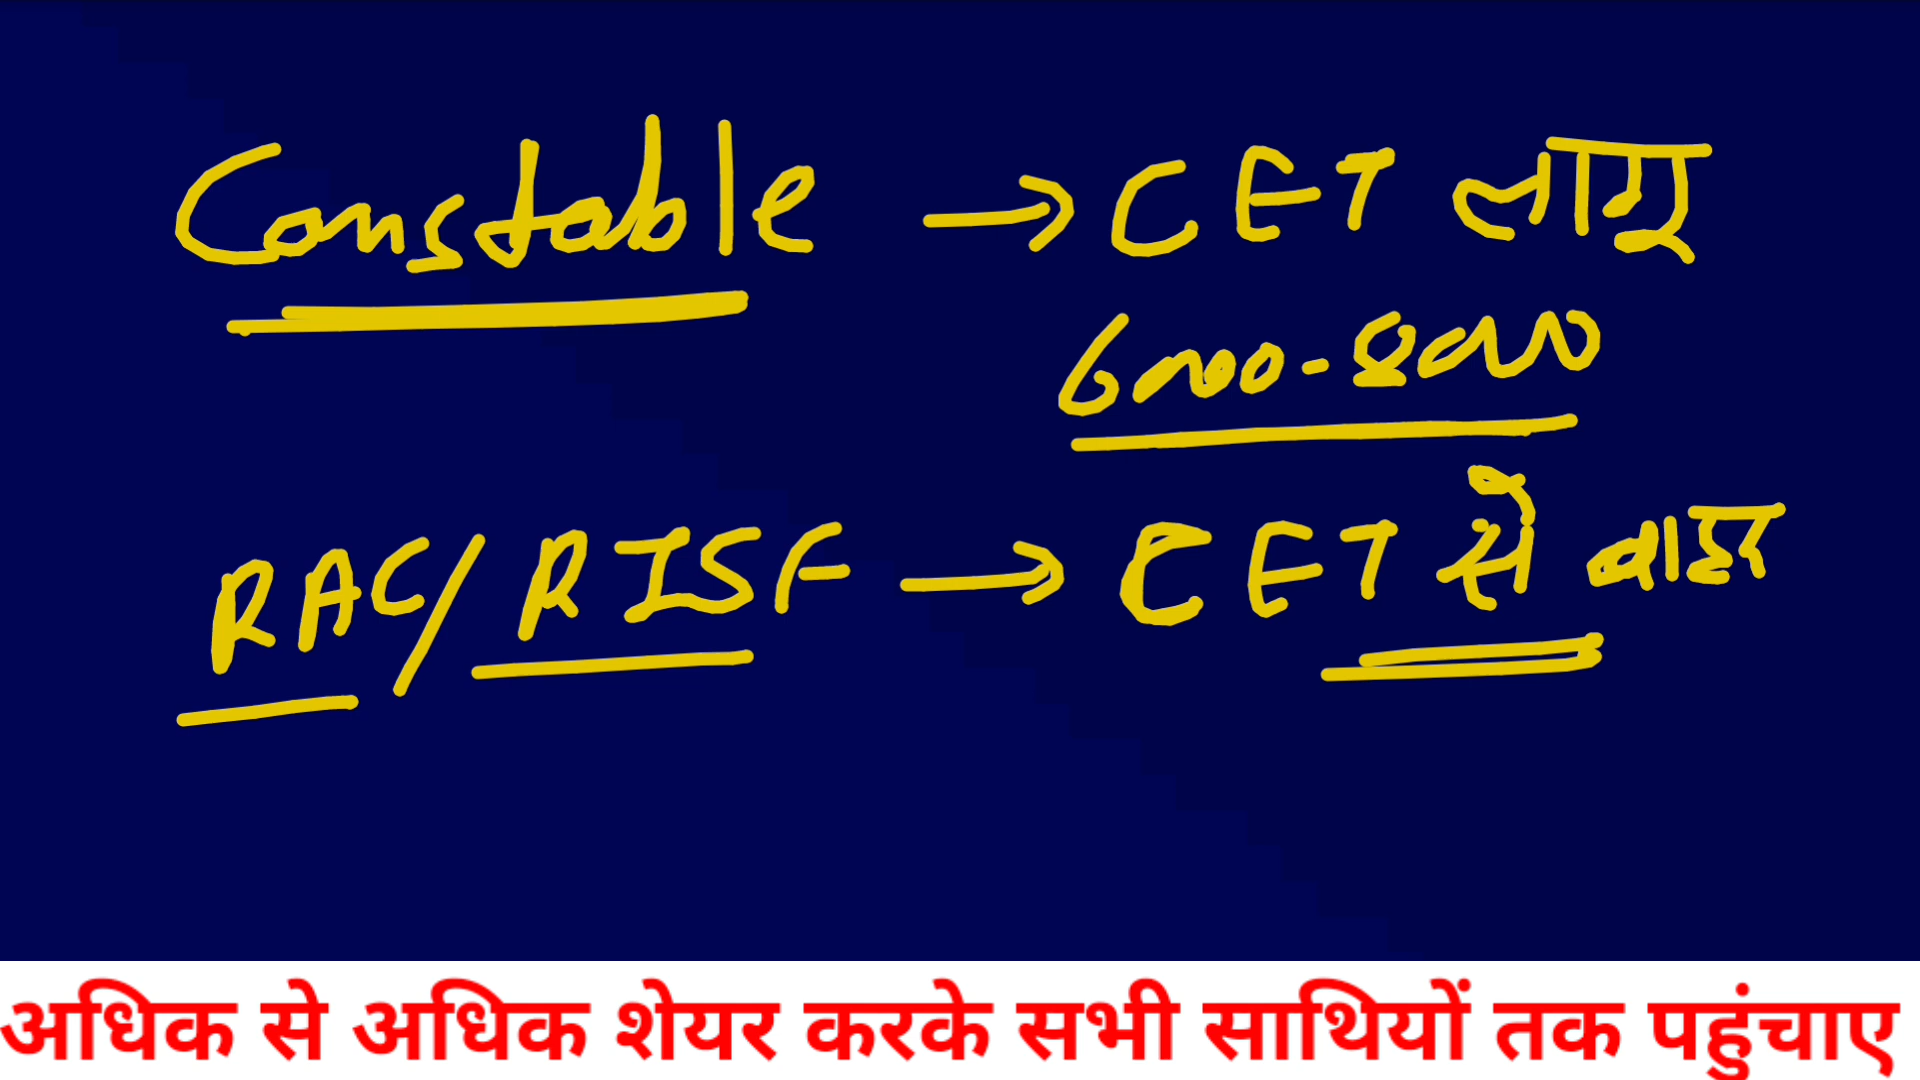 Constable → CET लागू
6000-8000
RAC/RISF → CET से बाहर
अधिक से अधिक शेयर करके सभी साथियों तक पहुंचाए